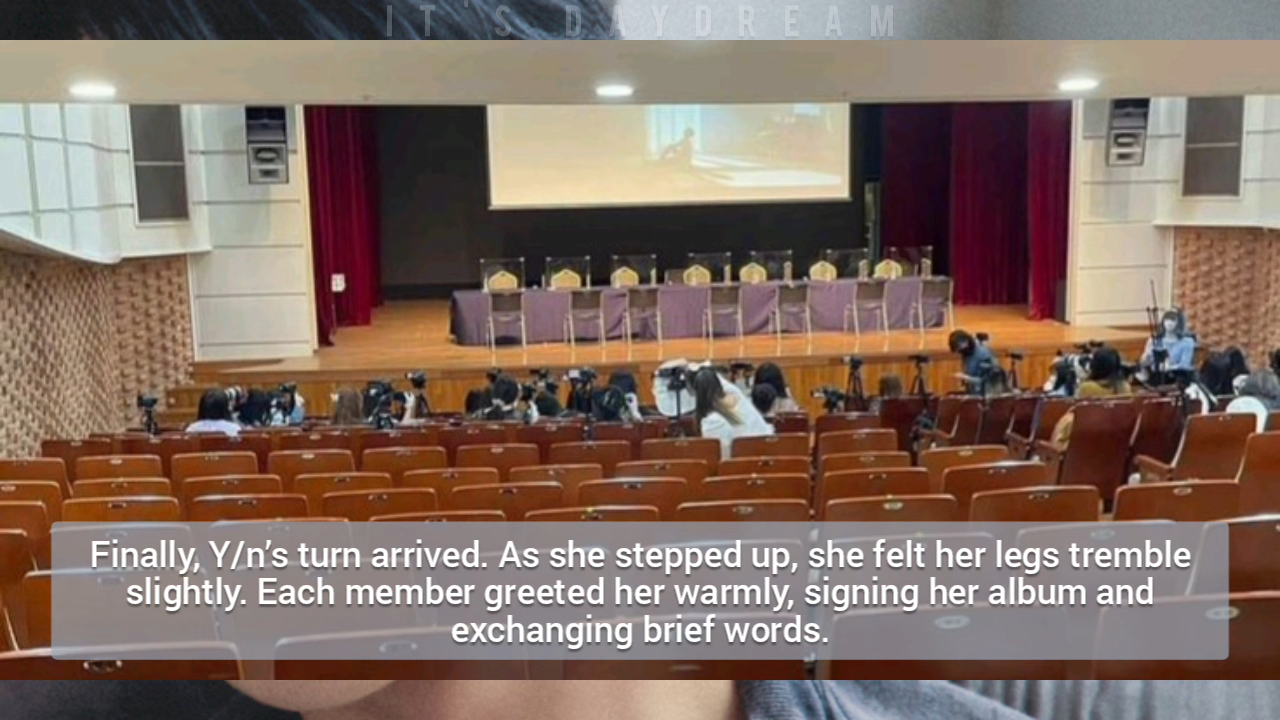 IT'S DAYDREAM
Finally, Y/n’s turn arrived. As she stepped up, she felt her legs tremble
slightly. Each member greeted her warmly, signing her album and
exchanging brief words.